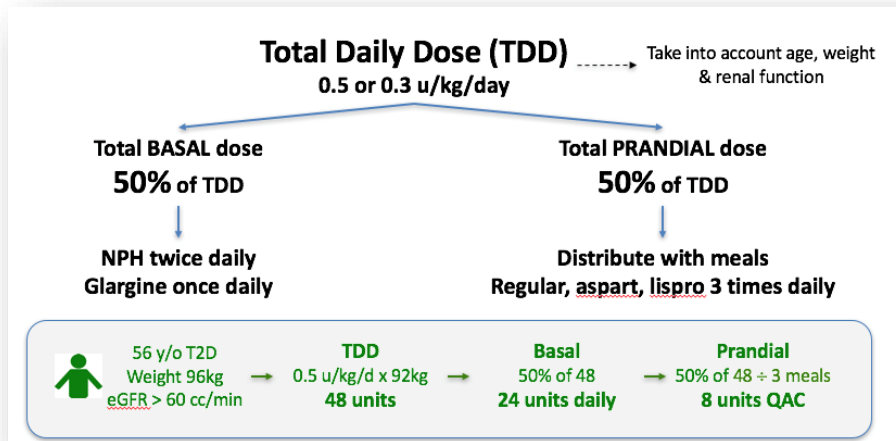 Total Daily Dose (TDD)
0.5 or 0.3 u/kg/day
Take into account age, weight
& renal function
Total BASAL dose
50% of TDD
Total PRANDIAL dose
50% of TDD
NPH twice daily
Glargine once daily
Distribute with meals
Regular, aspart, lispro 3 times daily
56 y/o T2D
Weight 96kg
eGFR > 60 cc/min
TDD
0.5 u/kg/d x 92kg
48 units
Basal
50% of 48
24 units daily
Prandial
50% of 48 ÷ 3 meals
8 units QAC